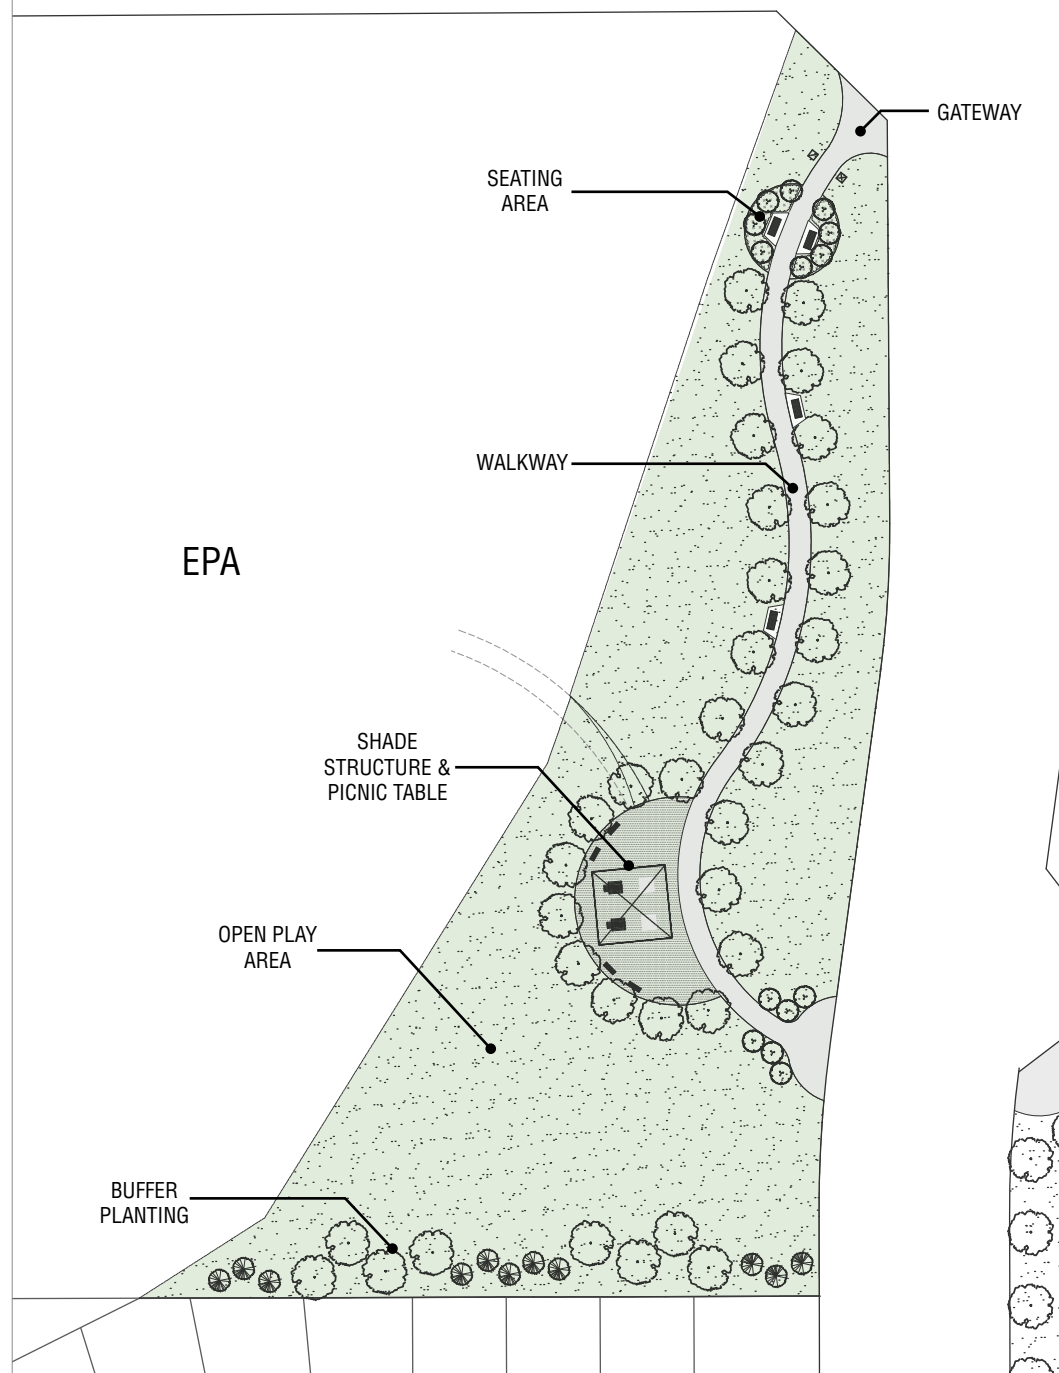 GATEWAY
SEATING
AREA
WALKWAY
EPA
SHADE
STRUCTURE &
PICNIC TABLE
OPEN PLAY
AREA
BUFFER
PLANTING